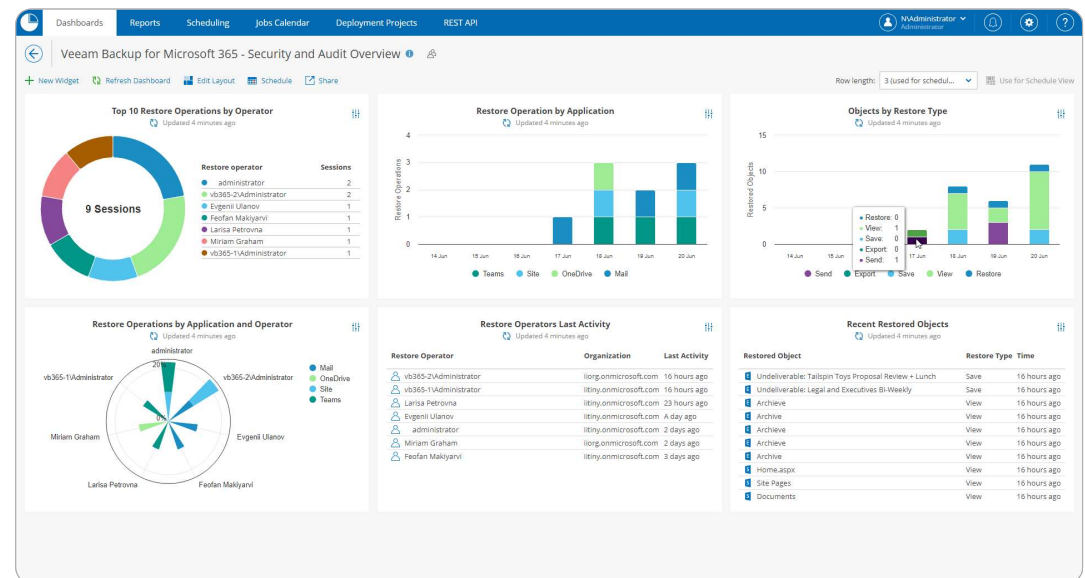 Dashboards Reports Scheduling Jobs Calendar Deployment Projects REST API N\Administrator
Administrator
Veeam Backup for Microsoft 365 - Security and Audit Overview
New Widget Refresh Dashboard Edit Layout Schedule Share Row length: 3 (used for schedul... Use for Schedule View
Top 10 Restore Operations by Operator
Updated 4 minutes ago
9 Sessions
Restore operator Sessions
administrator 2
vb365-2\Administrator 2
Evgenii Ulanov 1
Feofan Makiyarvi 1
Larisa Petrovna 1
Miriam Graham 1
vb365-1\Administrator 1
Restore Operation by Application
Updated 4 minutes ago
Restore Operations
4
3
2
1
0
14 Jun 15 Jun 16 Jun 17 Jun 18 Jun 19 Jun 20 Jun
Teams Site OneDrive Mail
Objects by Restore Type
Updated 4 minutes ago
Restored Objects
15
10
5
0
Restore: 0
View: 1
Save: 0
Export: 0
Send: 1
14 Jun 15 Jun 17 Jun 18 Jun 19 Jun 20 Jun
Send Export Save View Restore
Restore Operations by Application and Operator
Updated 4 minutes ago
administrator
20%
vb365-1\Administrator
vb365-2\Administrator
0%
Miriam Graham
Evgenii Ulanov
Larisa Petrovna
Feofan Makiyarvi
Mail
OneDrive
Site
Teams
Restore Operators Last Activity
Updated 4 minutes ago
Restore Operator Organization Last Activity
vb365-2\Administrator iiorg.onmicrosoft.com 16 hours ago
vb365-1\Administrator iitiny.onmicrosoft.com 16 hours ago
Larisa Petrovna iitiny.onmicrosoft.com 23 hours ago
Evgenii Ulanov iitiny.onmicrosoft.com A day ago
administrator iitiny.onmicrosoft.com 2 days ago
Miriam Graham iiorg.onmicrosoft.com 2 days ago
Feofan Makiyarvi iitiny.onmicrosoft.com 3 days ago
Recent Restored Objects
Updated 4 minutes ago
Restored Object Restore Type Time
Undeliverable: Tailspin Toys Proposal Review + Lunch Save 16 hours ago
Undeliverable: Legal and Executives Bi-Weekly Save 16 hours ago
Archieve View 16 hours ago
Archive View 16 hours ago
Archieve View 16 hours ago
Archieve View 16 hours ago
Archive View 16 hours ago
Home.aspx View 16 hours ago
Site Pages View 16 hours ago
Documents View 16 hours ago